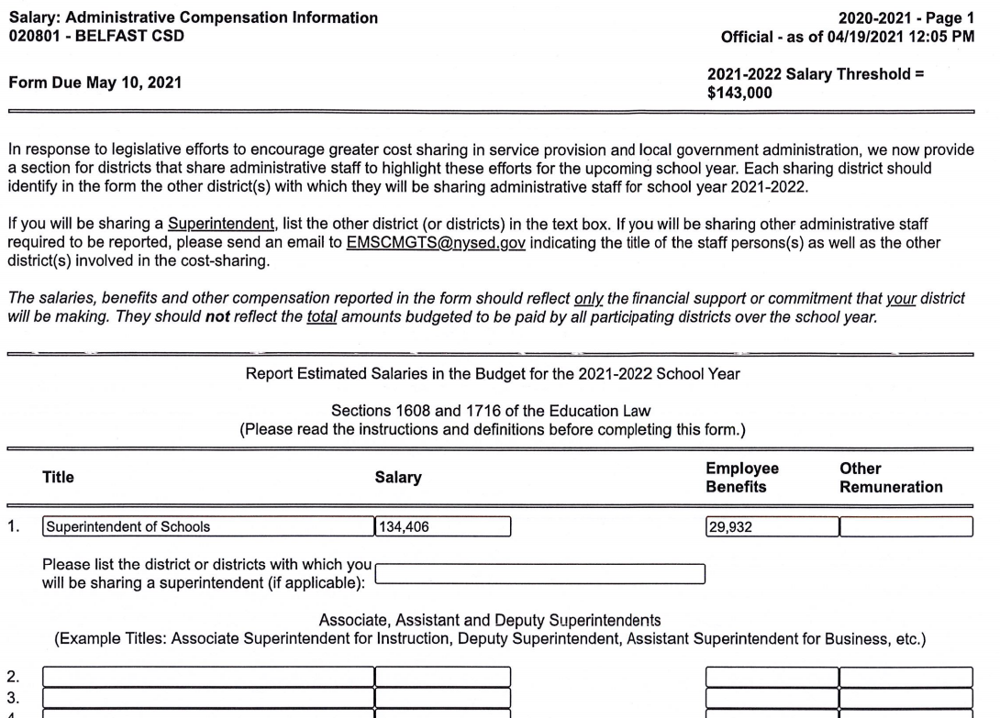 Salary: Administrative Compensation Information
2020-2021 - Page 1
020801 - BELFAST CSD
Official - as of 04/19/2021 12:05 PM
Form Due May 10, 2021
2021-2022 Salary Threshold =
$143,000
In response to legislative efforts to encourage greater cost sharing in service provision and local government administration, we now provide
a section for districts that share administrative staff to highlight these efforts for the upcoming school year. Each sharing district should
identify in the form the other district(s) with which they will be sharing administrative staff for school year 2021-2022.
If you will be sharing a Superintendent, list the other district (or districts) in the text box. If you will be sharing other administrative staff
required to be reported, please send an email to EMSCMGTS@nysed.gov indicating the title of the staff persons(s) as well as the other
district(s) involved in the cost-sharing.
The salaries, benefits and other compensation reported in the form should reflect only the financial support or commitment that your district
will be making. They should not reflect the total amounts budgeted to be paid by all participating districts over the school year.
Report Estimated Salaries in the Budget for the 2021-2022 School Year
Sections 1608 and 1716 of the Education Law
(Please read the instructions and definitions before completing this form.)
Title Salary Employee Benefits Other Remuneration
1. Superintendent of Schools 134,406 29,932
Please list the district or districts with which you
will be sharing a superintendent (if applicable):
Associate, Assistant and Deputy Superintendents
(Example Titles: Associate Superintendent for Instruction, Deputy Superintendent, Assistant Superintendent for Business, etc.)
2.
3.